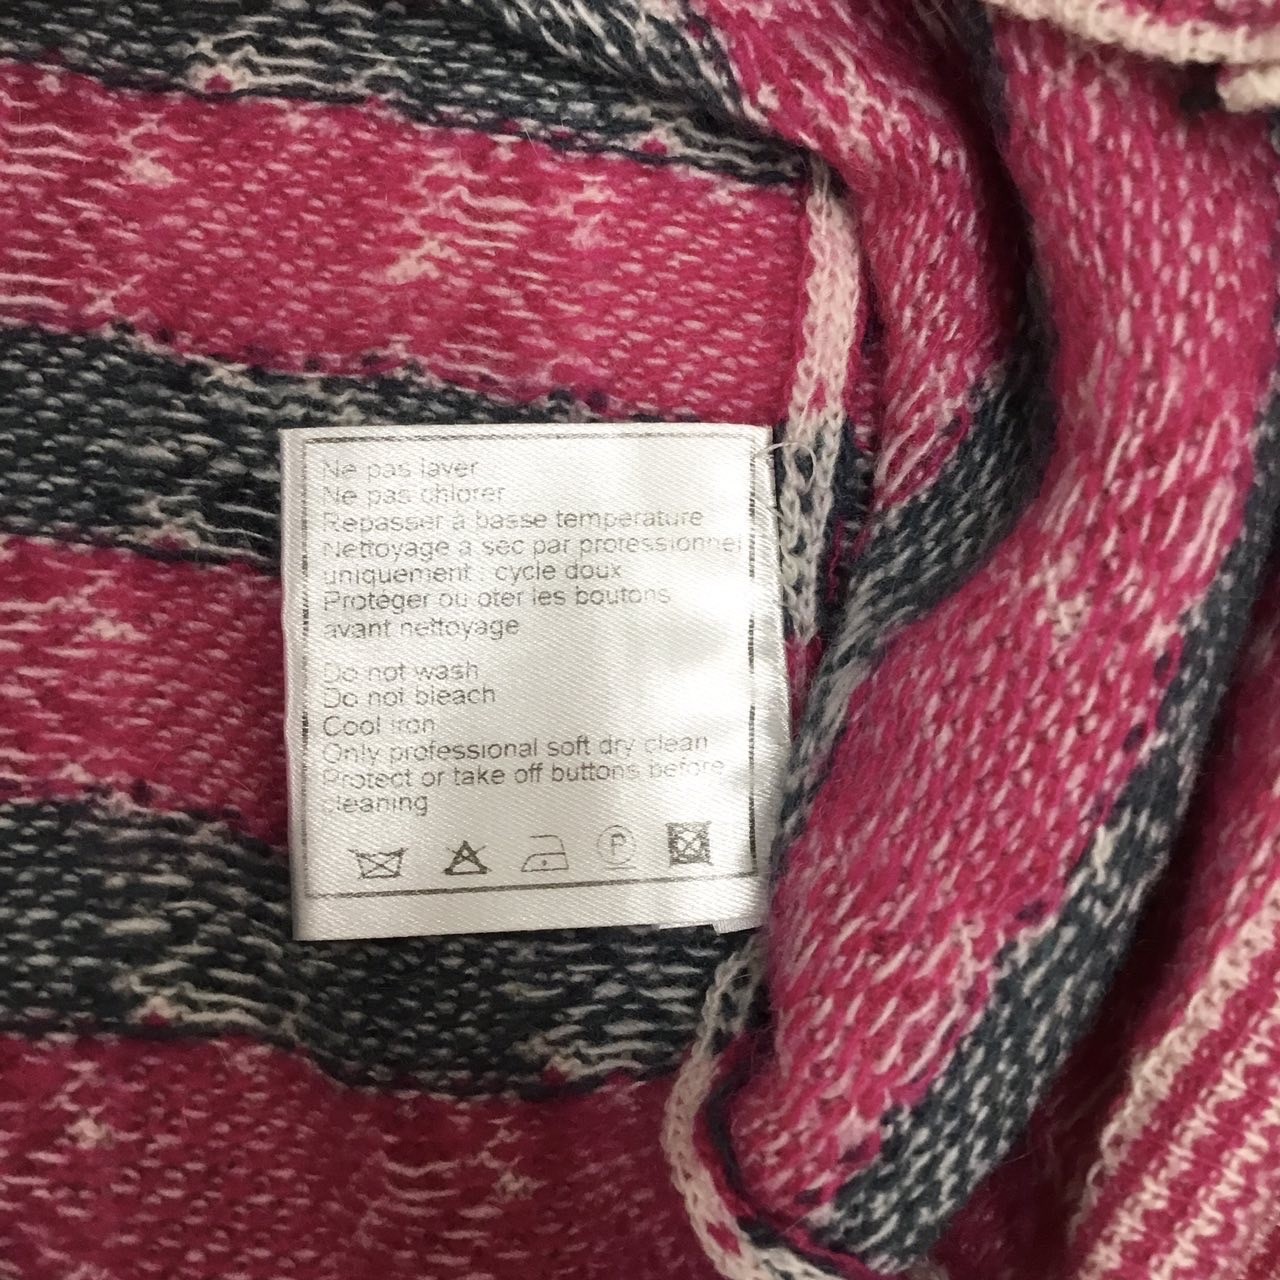 Ne pas laver
Ne pas chlorer
Repasser à basse température
Nettoyage à sec par professionnel
uniquement : cycle doux
Protéger ou ôter les boutons
avant nettoyage
Do not wash
Do not bleach
Cool iron
Only professional soft dry clean
Protect or take off buttons before
cleaning
P